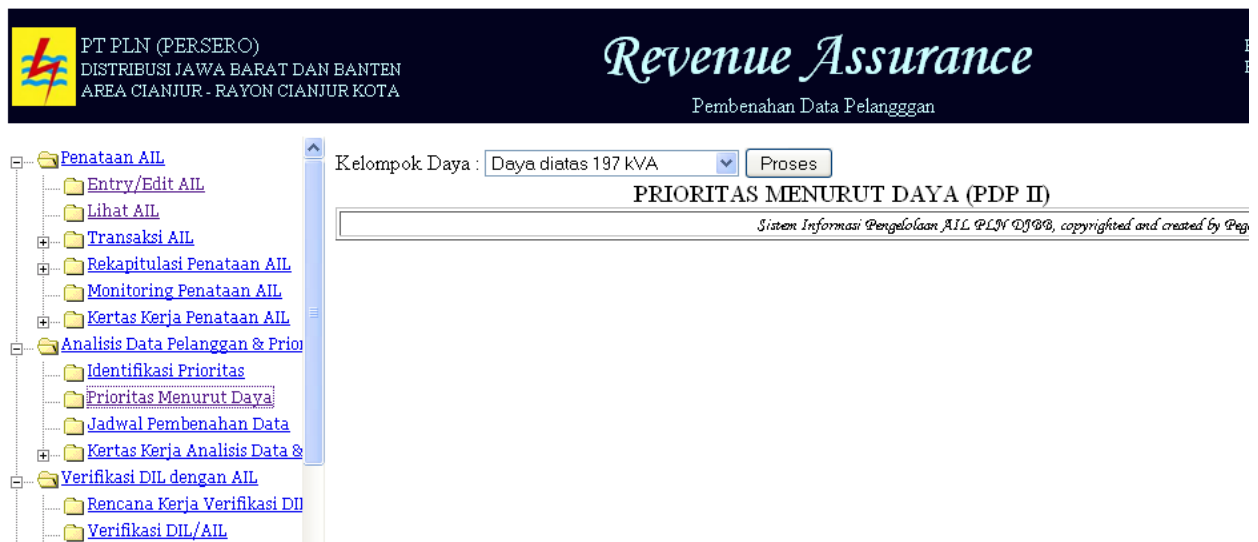 PT PLN (PERSERO)
DISTRIBUSI JAWA BARAT DAN BANTEN
AREA CIANJUR - RAYON CIANJUR KOTA
Revenue Assurance
Pembenahan Data Pelangggan
Penataan AIL
Entry/Edit AIL
Lihat AIL
Transaksi AIL
Rekapitulasi Penataan AIL
Monitoring Penataan AIL
Kertas Kerja Penataan AIL
Analisis Data Pelanggan & Prior
Identifikasi Prioritas
Prioritas Menurut Daya
Jadwal Pembenahan Data
Kertas Kerja Analisis Data &
Verifikasi DIL dengan AIL
Rencana Kerja Verifikasi DIL
Verifikasi DIL/AIL
Kelompok Daya : Daya diatas 197 kVA Proses
PRIORITAS MENURUT DAYA (PDP II)
Sistem Informasi Pengelolaan AIL PLN DJBB, copyrighted and created by Pega